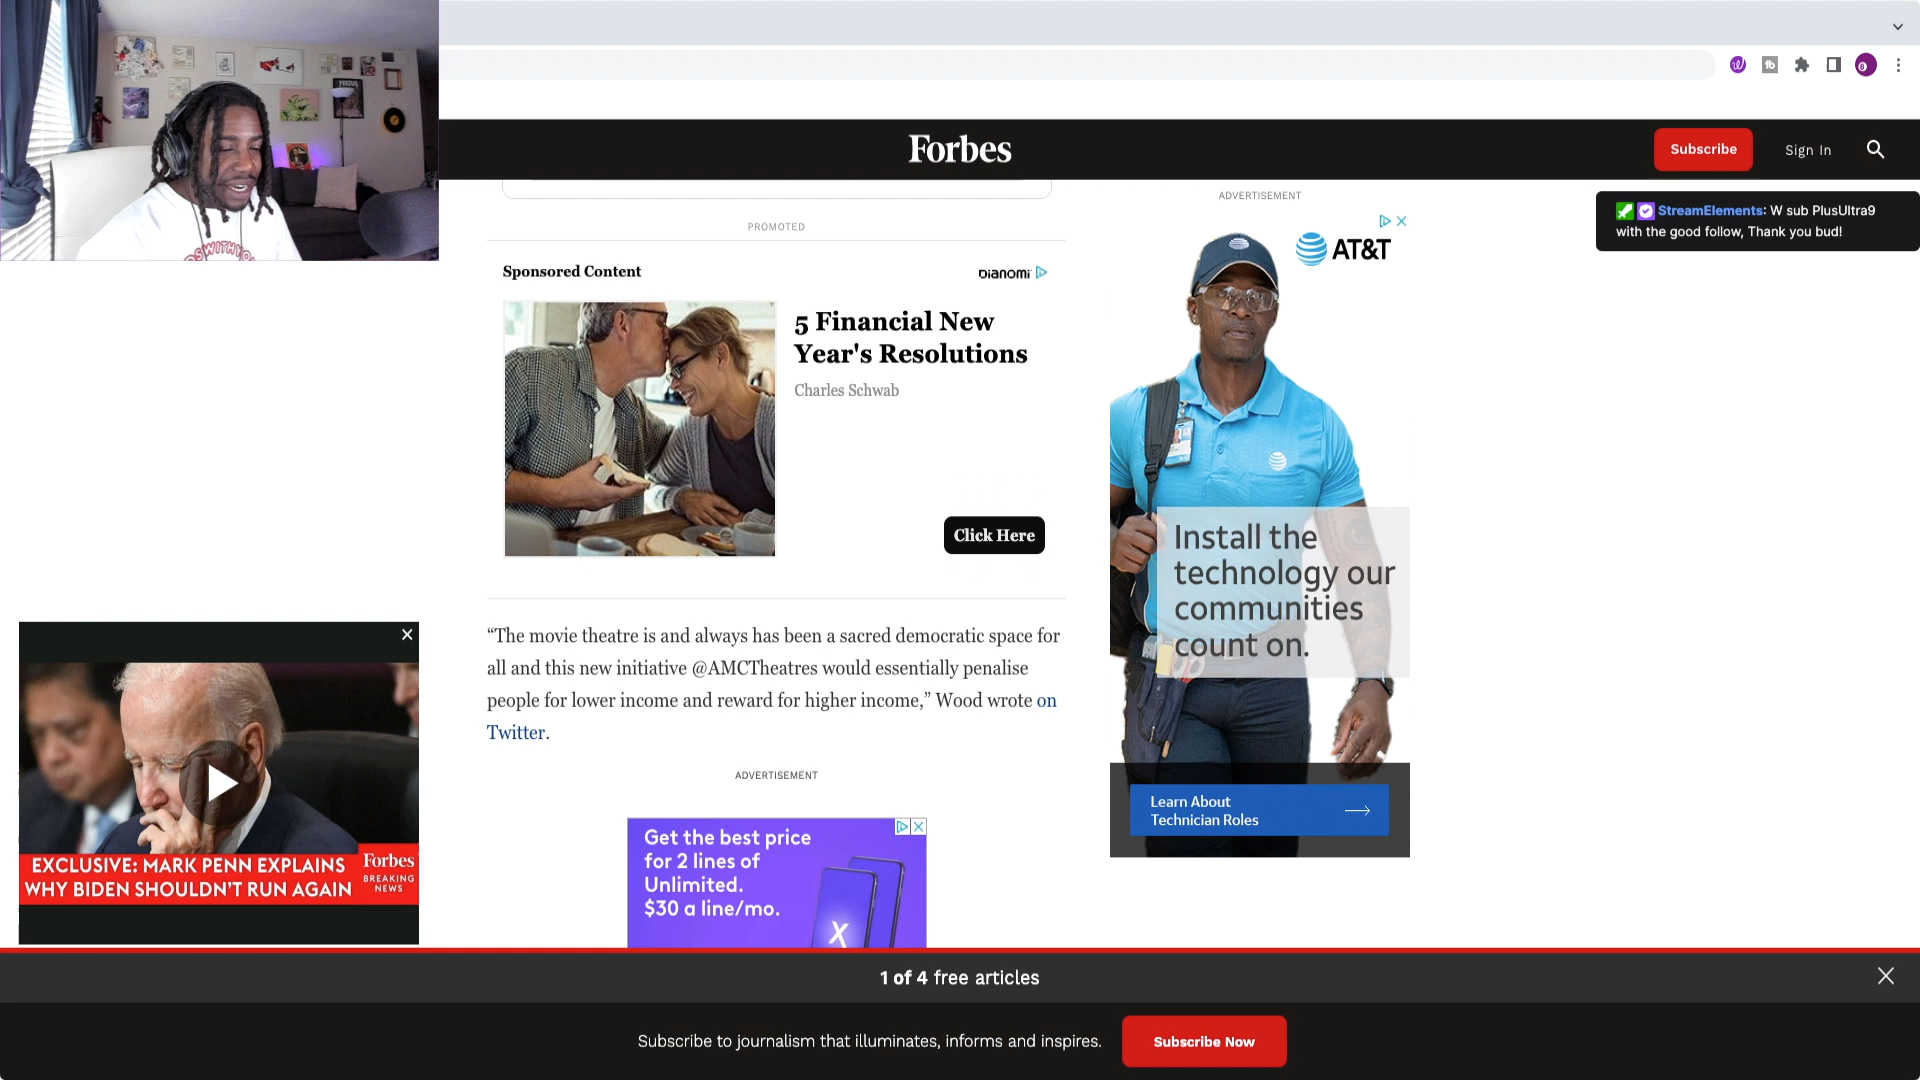 Forbes
Subscribe
Sign In
StreamElements: W sub PlusUltra9
with the good follow, Thank you bud!
ADVERTISEMENT
AT&T
PROMOTED
Sponsored Content
Dianomi
5 Financial New
Year's Resolutions
Charles Schwab
Click Here
Install the
technology our
communities
count on.
Learn About
Technician Roles
“The movie theatre is and always has been a sacred democratic space for
all and this new initiative @AMCTheatres would essentially penalise
people for lower income and reward for higher income,” Wood wrote on
Twitter.
ADVERTISEMENT
Get the best price
for 2 lines of
Unlimited.
$30 a line/mo.
X
EXCLUSIVE: MARK PENN EXPLAINS
WHY BIDEN SHOULDN'T RUN AGAIN
Forbes
BREAKING
NEWS
1 of 4 free articles
Subscribe to journalism that illuminates, informs and inspires.
Subscribe Now